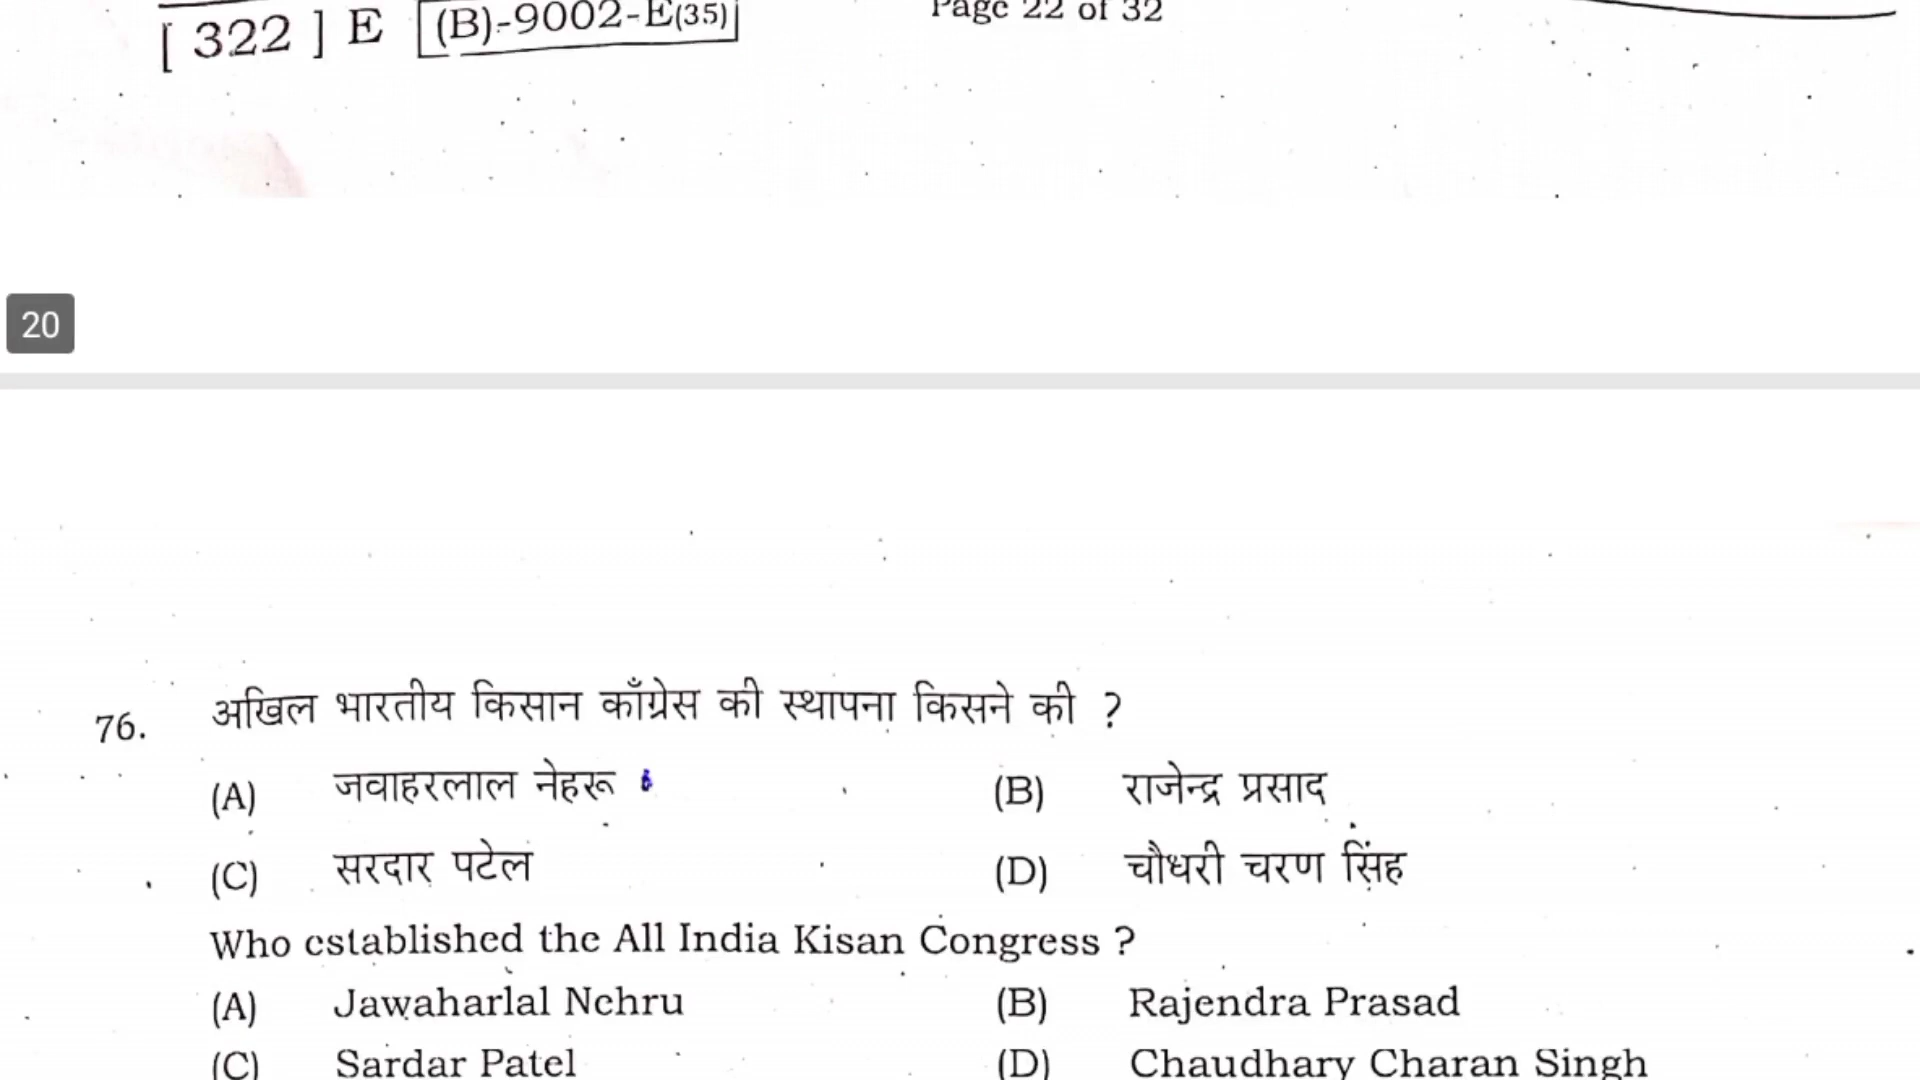 [ 322 ] E (B)-9002-E(35) Page 22 of 32
20
76. अखिल भारतीय किसान काँग्रेस की स्थापना किसने की ?
(A) जवाहरलाल नेहरू (B) राजेन्द्र प्रसाद
(C) सरदार पटेल (D) चौधरी चरण सिंह
Who established the All India Kisan Congress ?
(A) Jawaharlal Nehru (B) Rajendra Prasad
(C) Sardar Patel (D) Chaudhary Charan Singh